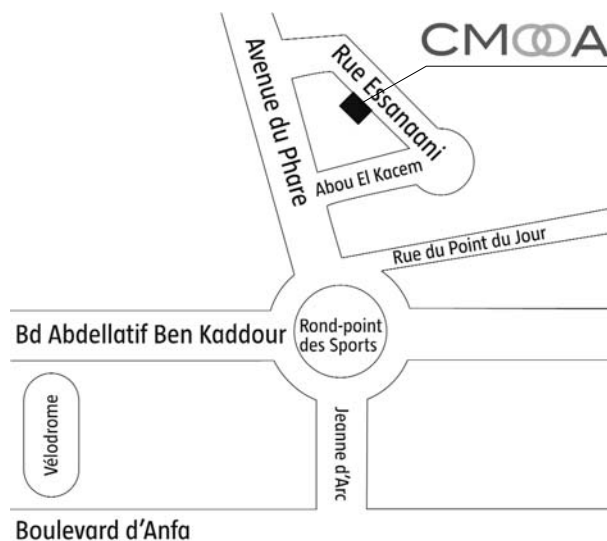 CMOOA
Avenue du Phare
Rue Essanaani
Abou El Kacem
Rue du Point du Jour
Bd Abdellatif Ben Kaddour
Rond-point
des Sports
Vélodrome
Jeanne d'Arc
Boulevard d'Anfa